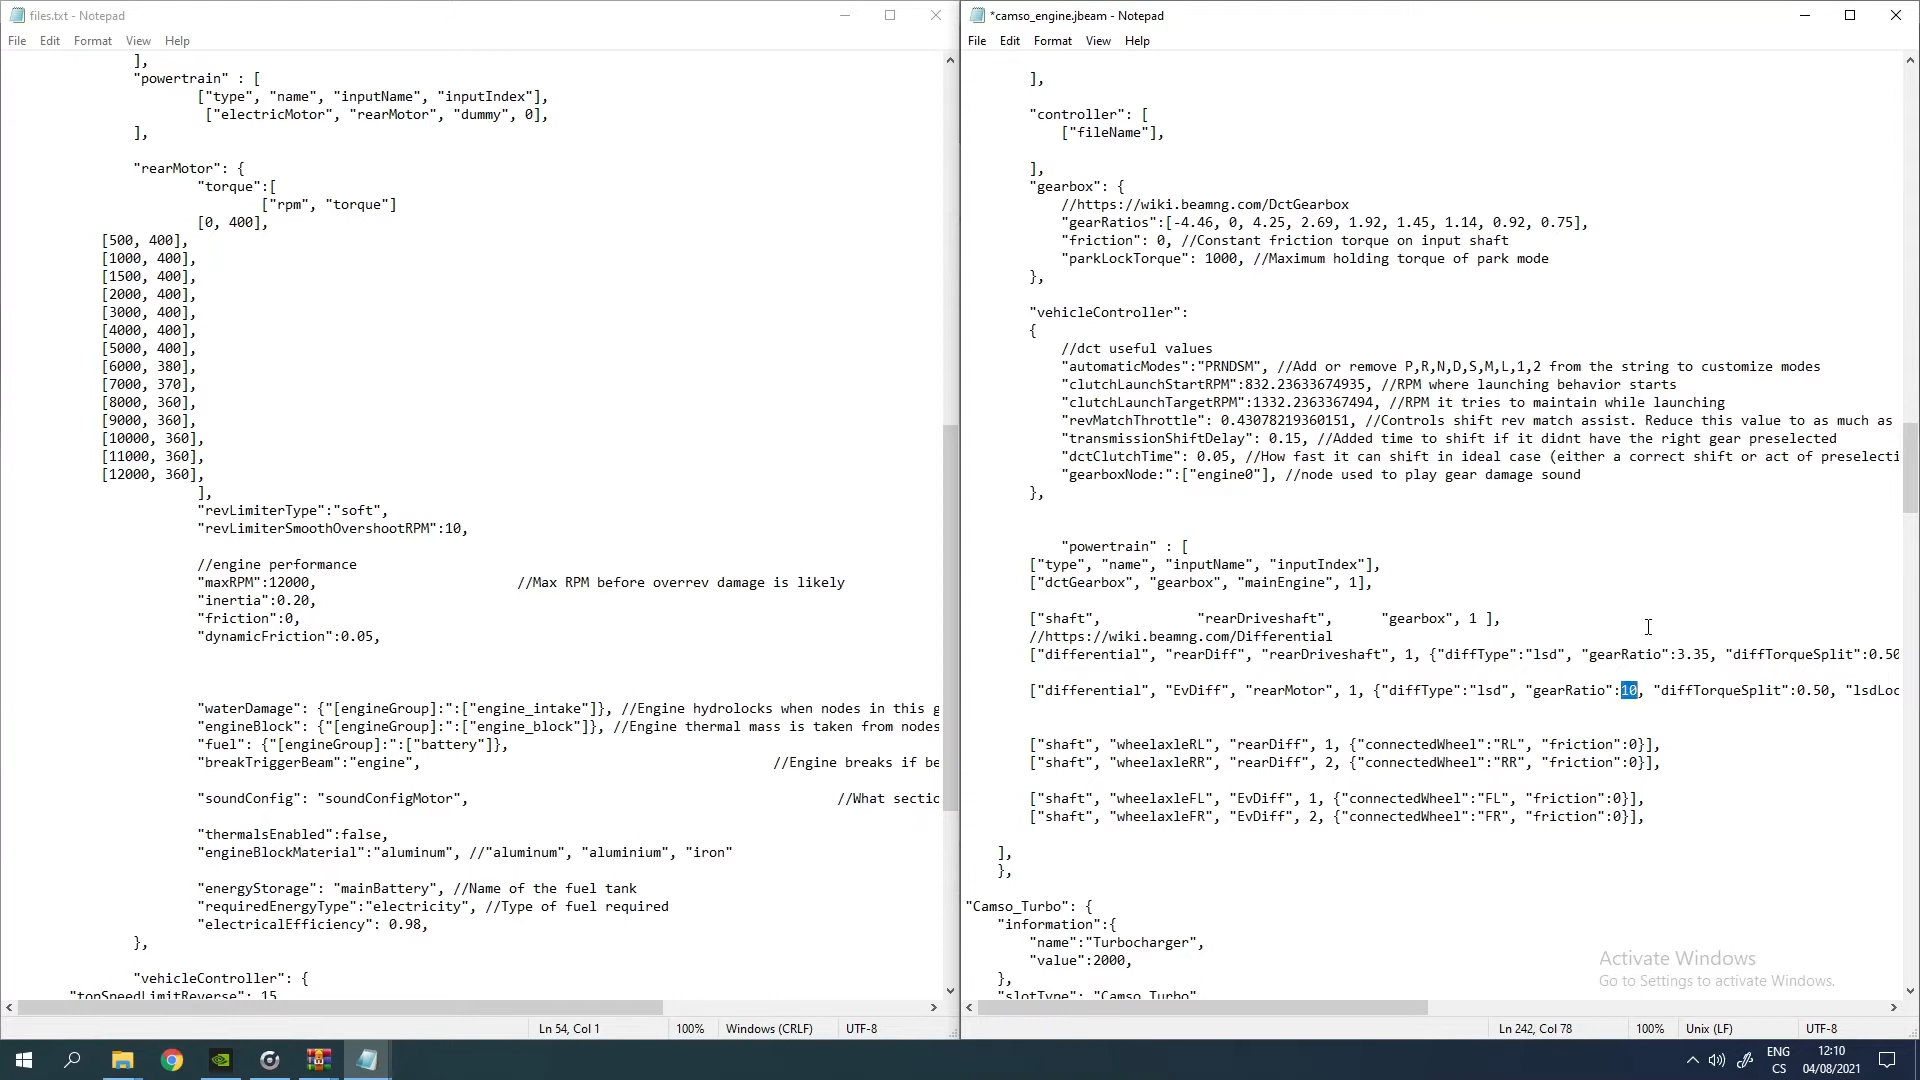 files.txt - Notepad
File Edit Format View Help
],
"powertrain" : [
["type", "name", "inputName", "inputIndex"],
["electricMotor", "rearMotor", "dummy", 0],
],
"rearMotor": {
"torque":[
["rpm", "torque"]
[0, 400],
[500, 400],
[1000, 400],
[1500, 400],
[2000, 400],
[3000, 400],
[4000, 400],
[5000, 400],
[6000, 380],
[7000, 370],
[8000, 360],
[9000, 360],
[10000, 360],
[11000, 360],
[12000, 360],
],
"revLimiterType":"soft",
"revLimiterSmoothOvershootRPM":10,
//engine performance
"maxRPM":12000, //Max RPM before overrev damage is likely
"inertia":0.20,
"friction":0,
"dynamicFriction":0.05,
"waterDamage": {"[engineGroup]:":["engine_intake"]}, //Engine hydrolocks when nodes in this g
"engineBlock": {"[engineGroup]:":["engine_block"]}, //Engine thermal mass is taken from nodes
"fuel": {"[engineGroup]:":["battery"]},
"breakTriggerBeam":"engine", //Engine breaks if be
"soundConfig": "soundConfigMotor", //What sectio
"thermalsEnabled":false,
"engineBlockMaterial":"aluminum", //"aluminum", "aluminium", "iron"
"energyStorage": "mainBattery", //Name of the fuel tank
"requiredEnergyType":"electricity", //Type of fuel required
"electricalEfficiency": 0.98,
},
"vehicleController": {
"topSpeedLimitReverse": 15,
Ln 54, Col 1 100% Windows (CRLF) UTF-8
*camso_engine.jbeam - Notepad
File Edit Format View Help
],
"controller": [
["fileName"],
],
"gearbox": {
//https://wiki.beamng.com/DctGearbox
"gearRatios":[-4.46, 0, 4.25, 2.69, 1.92, 1.45, 1.14, 0.92, 0.75],
"friction": 0, //Constant friction torque on input shaft
"parkLockTorque": 1000, //Maximum holding torque of park mode
},
"vehicleController":
{
//dct useful values
"automaticModes":"PRNDSM", //Add or remove P,R,N,D,S,M,L,1,2 from the string to customize modes
"clutchLaunchStartRPM":832.23633674935, //RPM where launching behavior starts
"clutchLaunchTargetRPM":1332.2363367494, //RPM it tries to maintain while launching
"revMatchThrottle": 0.43078219360151, //Controls shift rev match assist. Reduce this value to as much as
"transmissionShiftDelay": 0.15, //Added time to shift if it didnt have the right gear preselected
"dctClutchTime": 0.05, //How fast it can shift in ideal case (either a correct shift or act of preselecti
"gearboxNode:":["engine0"], //node used to play gear damage sound
},
"powertrain" : [
["type", "name", "inputName", "inputIndex"],
["dctGearbox", "gearbox", "mainEngine", 1],
["shaft", "rearDriveshaft", "gearbox", 1 ],
//https://wiki.beamng.com/Differential
["differential", "rearDiff", "rearDriveshaft", 1, {"diffType":"lsd", "gearRatio":3.35, "diffTorqueSplit":0.50
["differential", "EvDiff", "rearMotor", 1, {"diffType":"lsd", "gearRatio":10, "diffTorqueSplit":0.50, "lsdLoc
["shaft", "wheelaxleRL", "rearDiff", 1, {"connectedWheel":"RL", "friction":0}],
["shaft", "wheelaxleRR", "rearDiff", 2, {"connectedWheel":"RR", "friction":0}],
["shaft", "wheelaxleFL", "EvDiff", 1, {"connectedWheel":"FL", "friction":0}],
["shaft", "wheelaxleFR", "EvDiff", 2, {"connectedWheel":"FR", "friction":0}],
],
},
"Camso_Turbo": {
"information":{
"name":"Turbocharger",
"value":2000,
},
"slotType": "Camso_Turbo"
Activate Windows
Go to Settings to activate Windows.
Ln 242, Col 78 100% Unix (LF) UTF-8
ENG
CS
12:10
04/08/2021